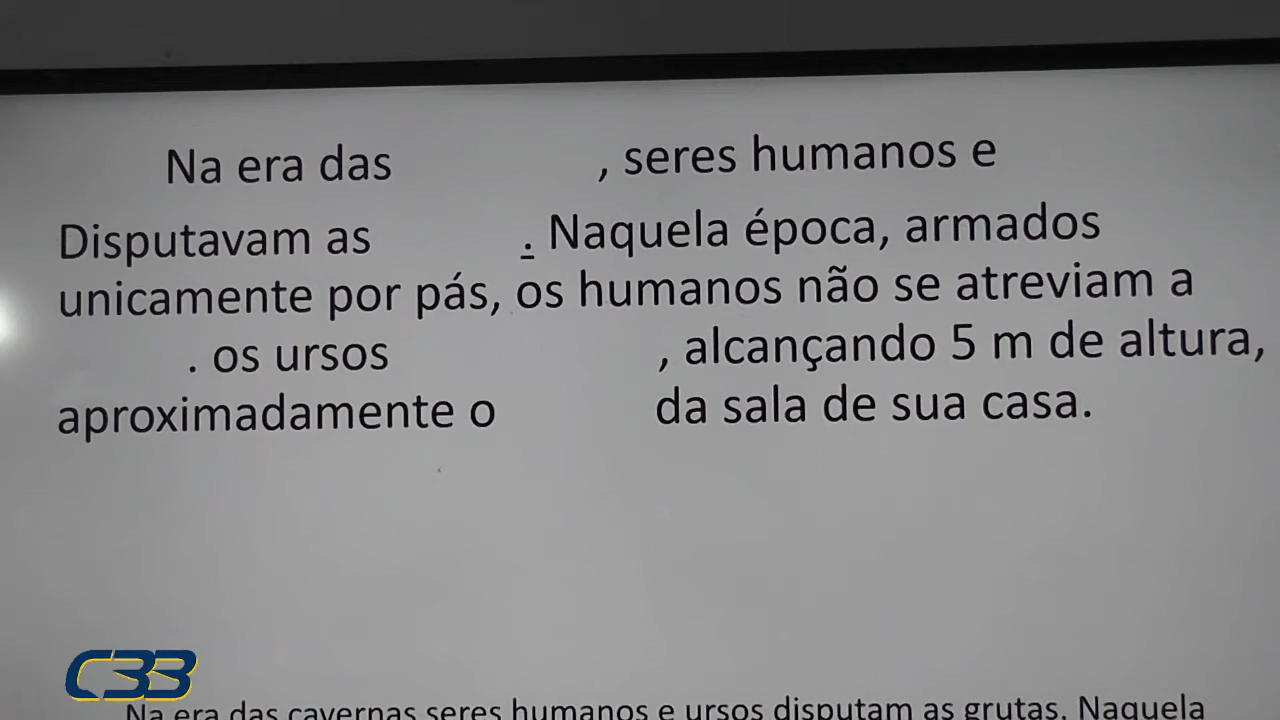 Na era das , seres humanos e
Disputavam as . Naquela época, armados
unicamente por pás, os humanos não se atreviam a
. os ursos , alcançando 5 m de altura,
aproximadamente o da sala de sua casa.
C33
Na era das cavernas seres humanos e ursos disputam as grutas. Naquela